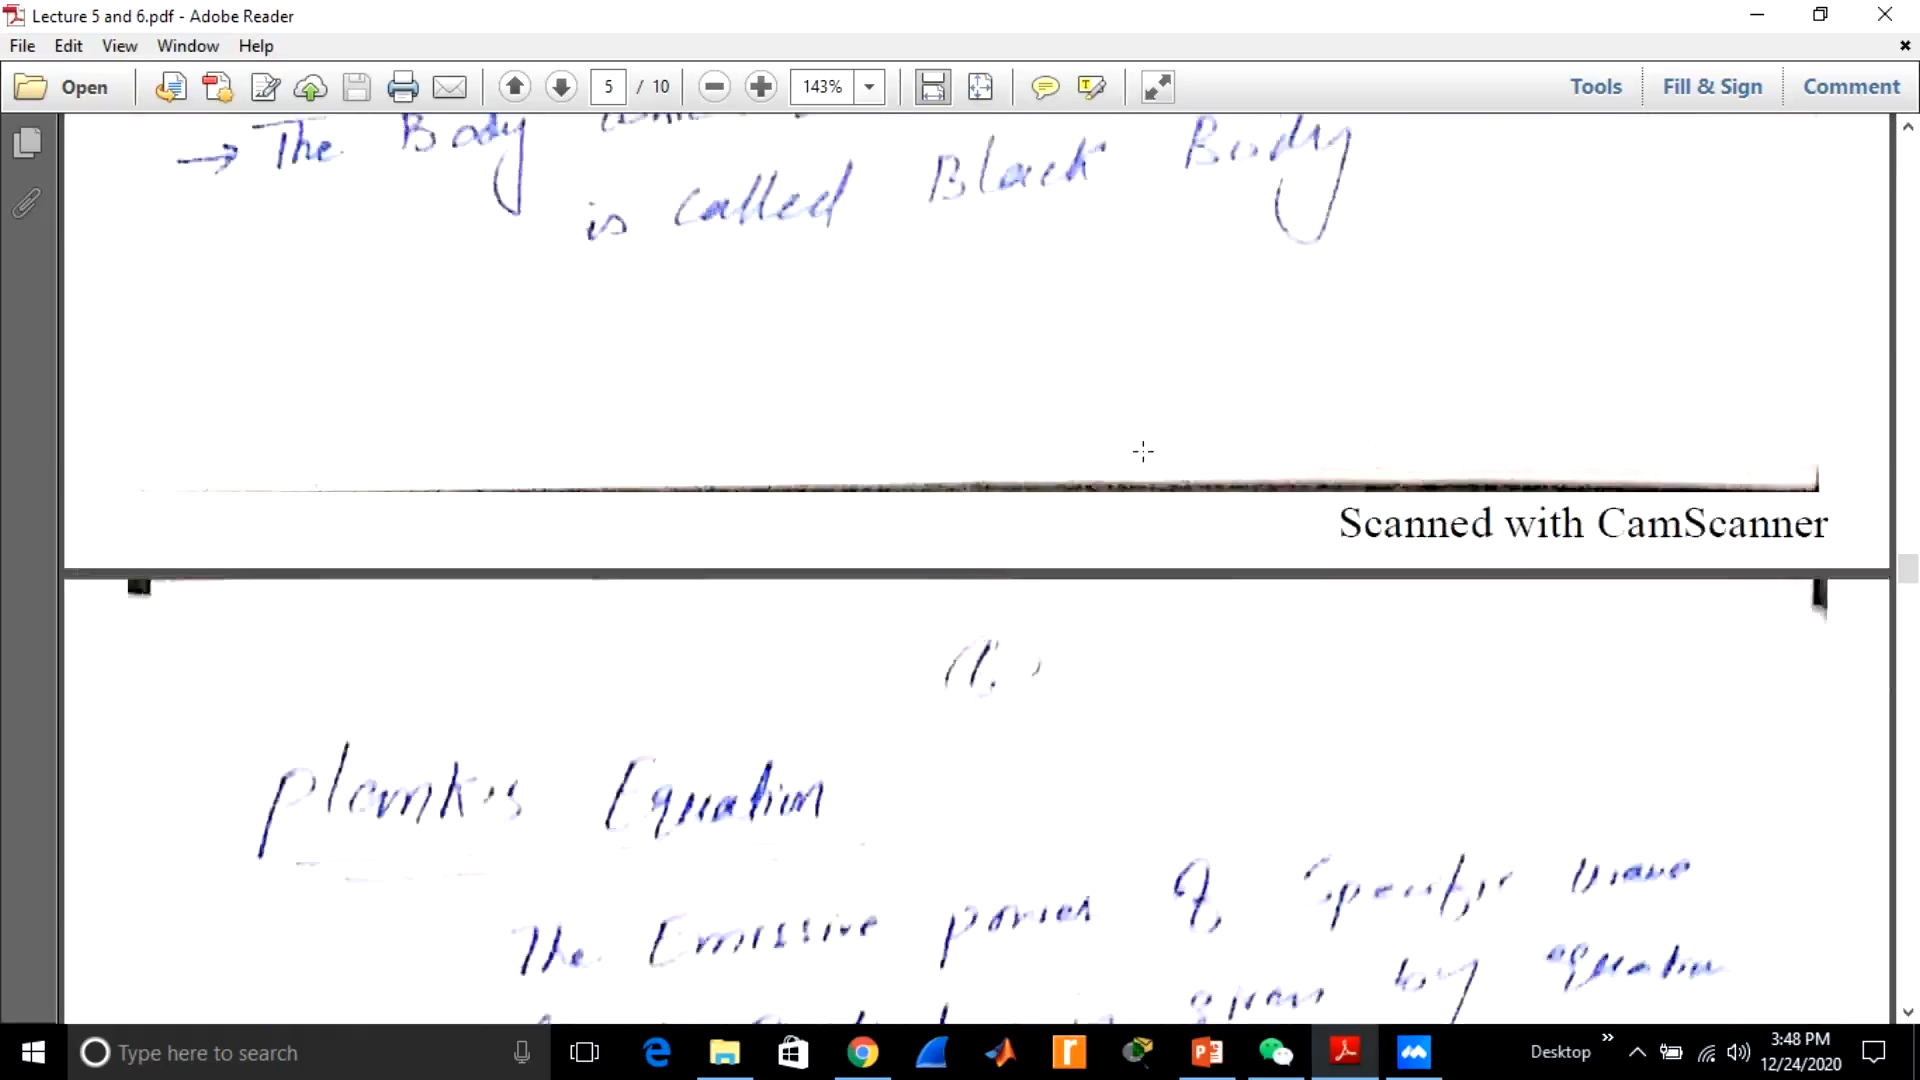 Lecture 5 and 6.pdf - Adobe Reader
File Edit View Window Help
Open 5 / 10 143% Tools Fill & Sign Comment
→ The Body
is called Black Body
Scanned with CamScanner
Plank's Equation
The Emissive power of Specific wave
given by equation
Type here to search Desktop 3:48 PM
12/24/2020